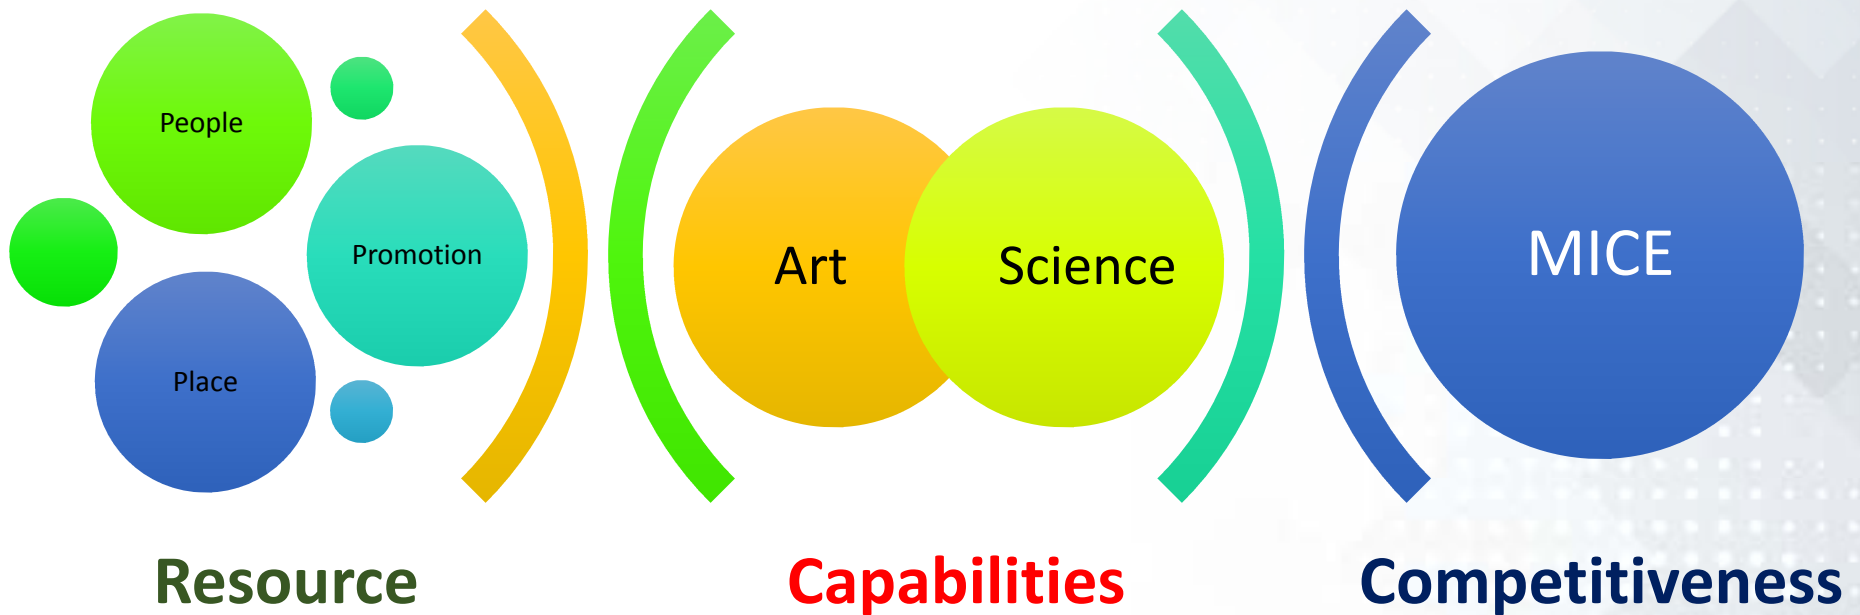 People
Promotion
Place
Art
Science
MICE
Resource
Capabilities
Competitiveness